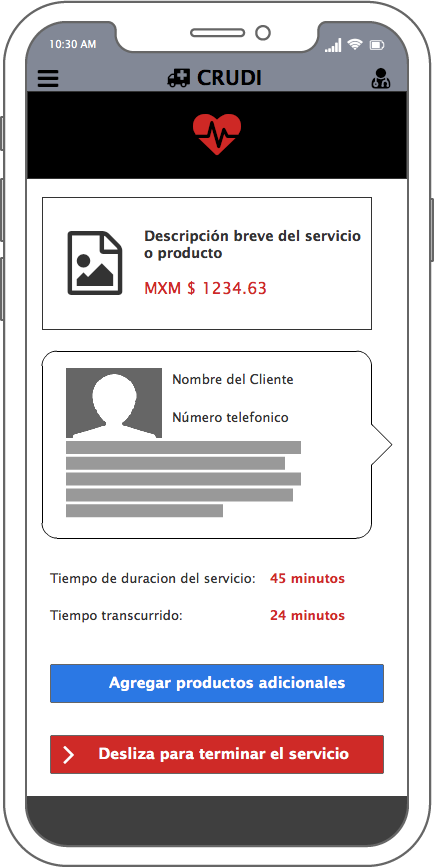 10:30 AM
CRUDI
Descripción breve del servicio
o producto
MXM $ 1234.63
Nombre del Cliente
Número telefonico
Tiempo de duracion del servicio: 45 minutos
Tiempo transcurrido: 24 minutos
Agregar productos adicionales
Desliza para terminar el servicio